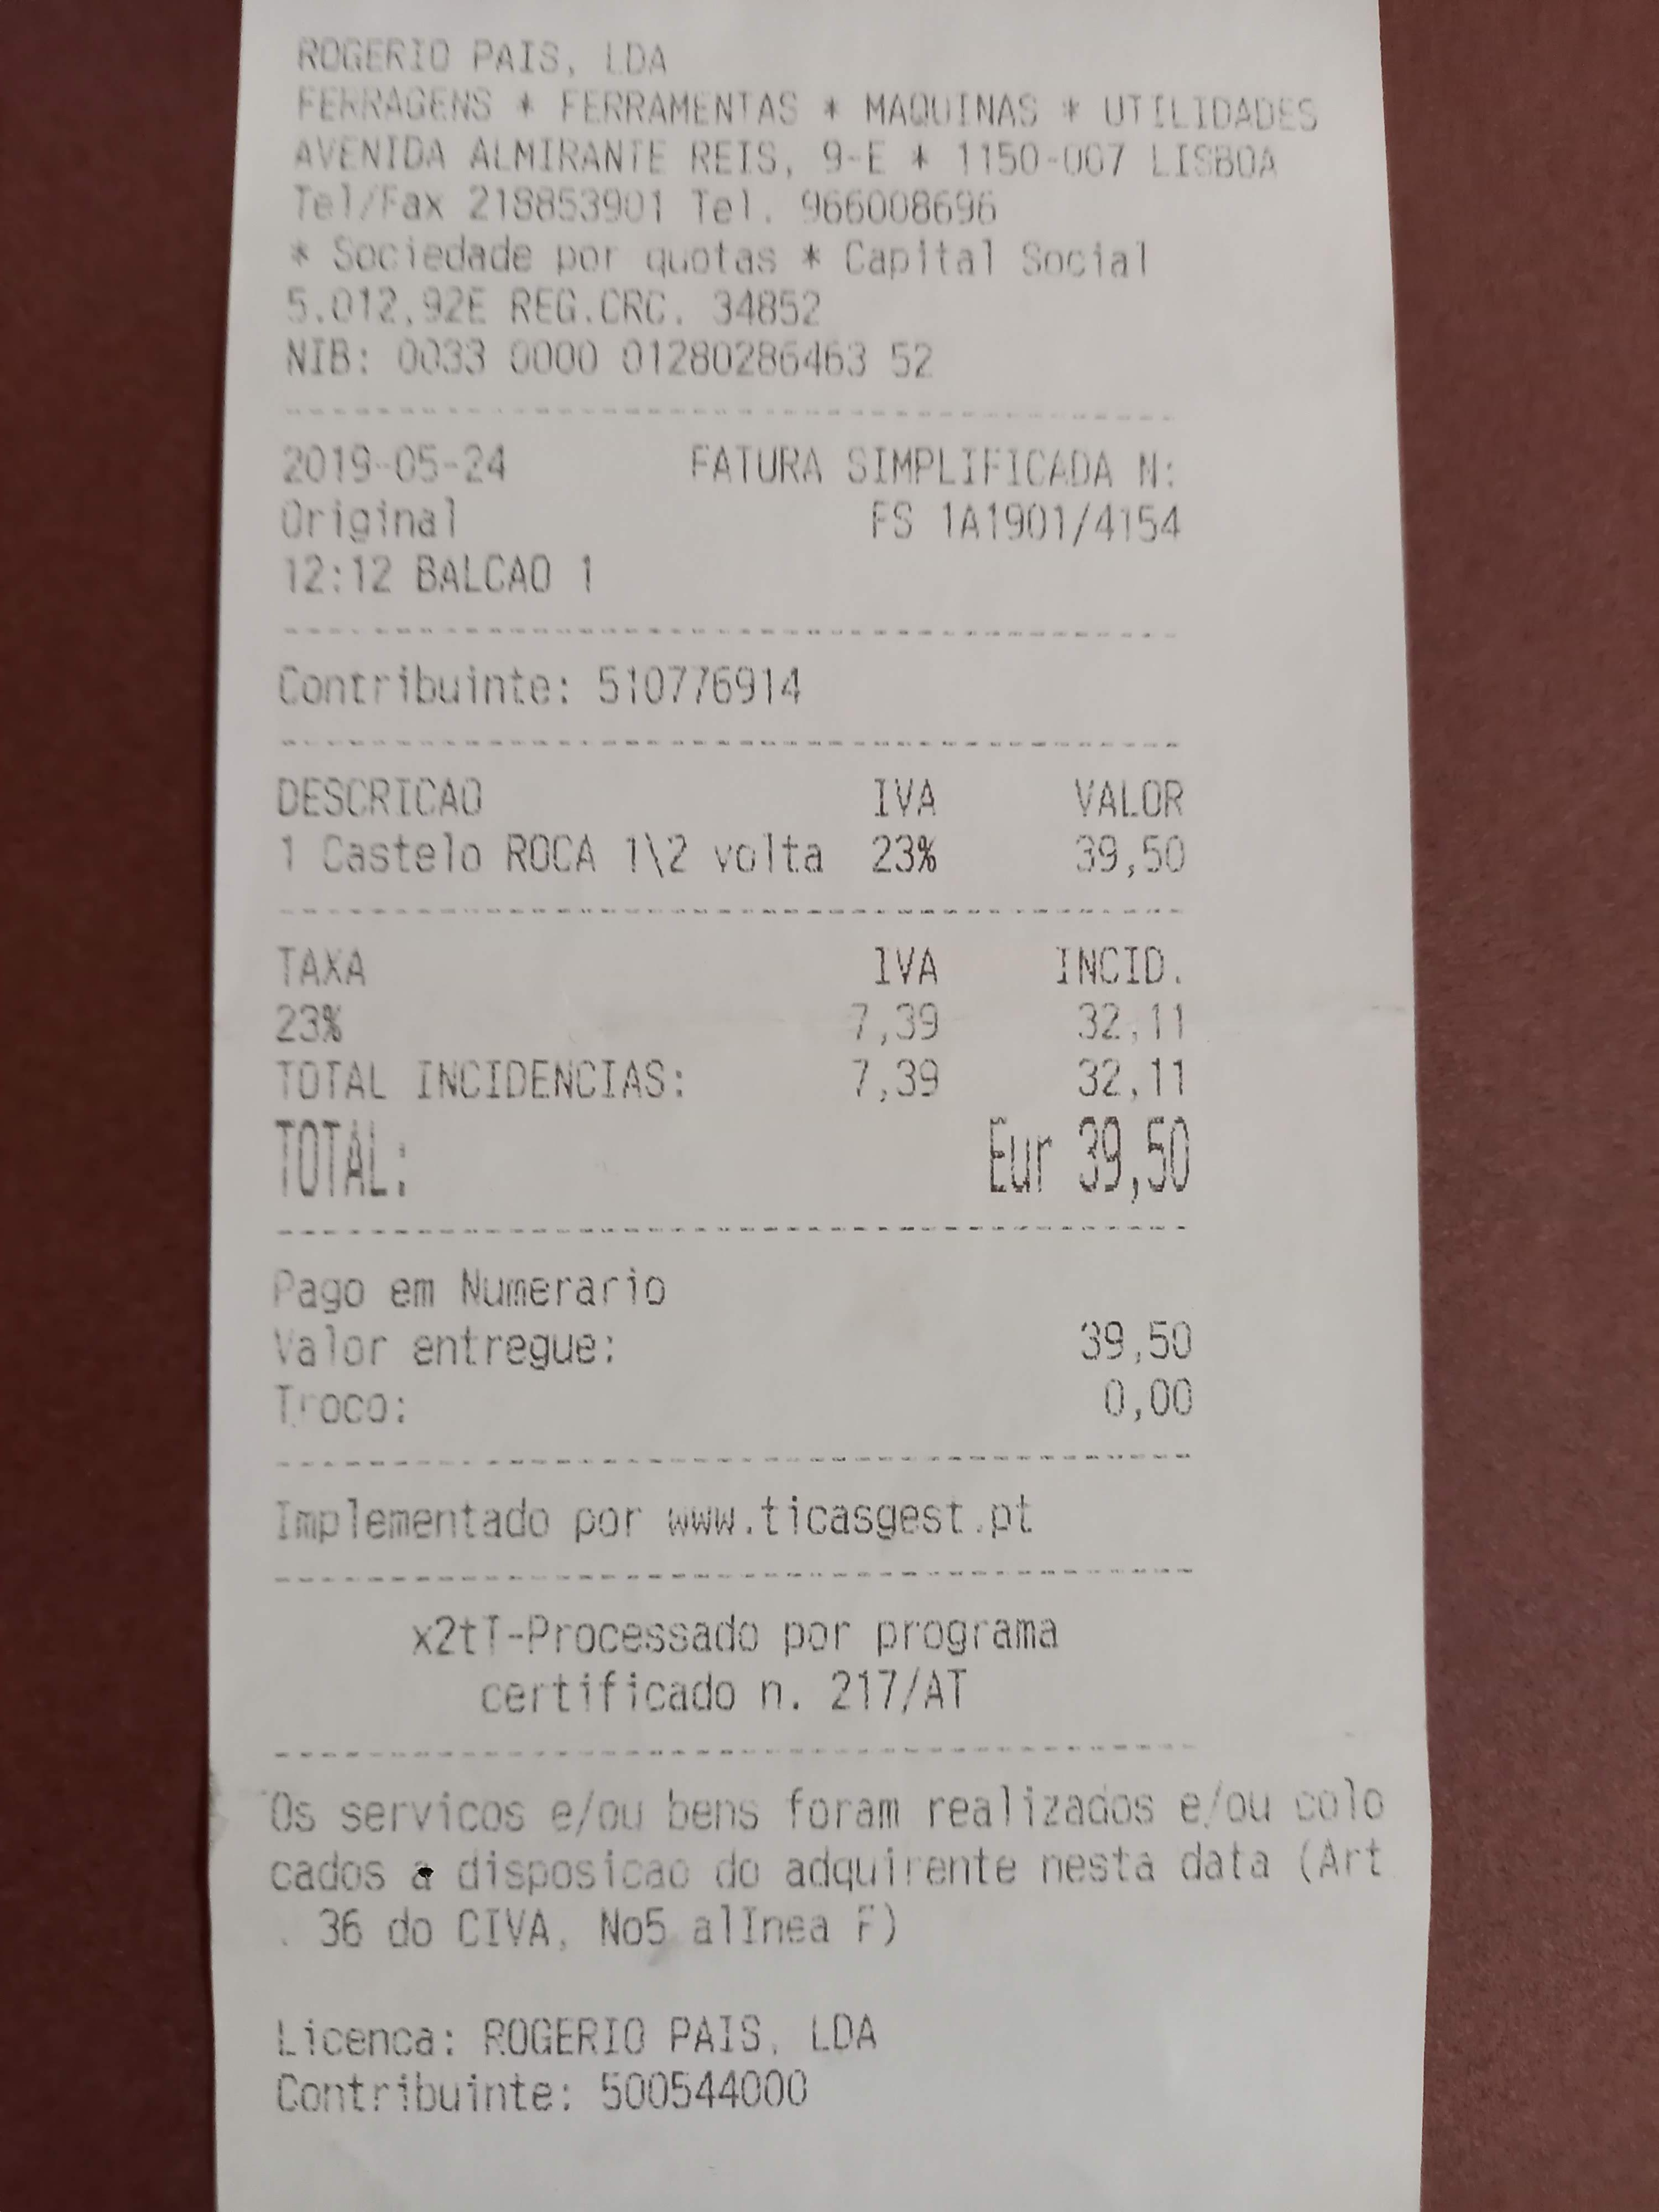 ROGERIO PAIS, LDA
FERRAGENS * FERRAMENTAS * MAQUINAS * UTILIDADES
AVENIDA ALMIRANTE REIS, 9-E * 1150-007 LISBOA
Tel/Fax 218853901 Tel. 966008696
* Sociedade por quotas * Capital Social
5.012,92E REG.CRC. 34852
NIB: 0033 0000 01280286463 52
2019-05-24 FATURA SIMPLIFICADA N:
Original FS 1A1901/4154
12:12 BALCAO 1
Contribuinte: 510776914
DESCRICAO IVA VALOR
1 Castelo ROCA 1\2 volta 23% 39,50
TAXA IVA INCID.
23% 7,39 32,11
TOTAL INCIDENCIAS: 7,39 32,11
TOTAL: Eur 39,50
Pago em Numerario
Valor entregue: 39,50
Troco: 0,00
Implementado por www.ticasgest.pt
x2tT-Processado por programa
certificado n. 217/AT
Os servicos e/ou bens foram realizados e/ou colo
cados a disposicao do adquirente nesta data (Art
. 36 do CIVA, No5 alInea F)
Licenca: ROGERIO PAIS, LDA
Contribuinte: 500544000